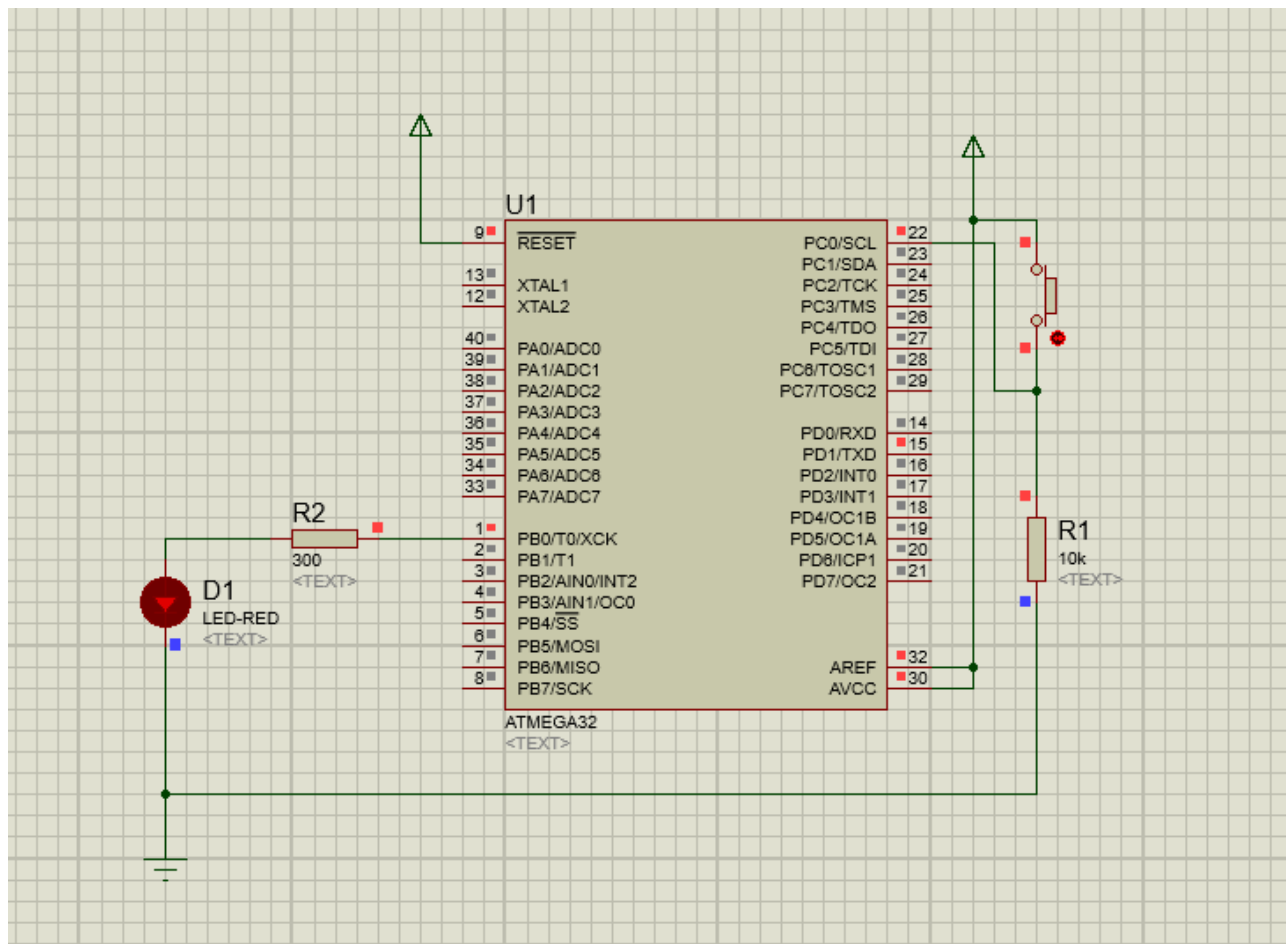 U1
9 RESET PC0/SCL 22
PC1/SDA 23
13 XTAL1 PC2/TCK 24
12 XTAL2 PC3/TMS 25
PC4/TDO 26
40 PA0/ADC0 PC5/TDI 27
39 PA1/ADC1 PC6/TOSC1 28
38 PA2/ADC2 PC7/TOSC2 29
37 PA3/ADC3
36 PA4/ADC4 PD0/RXD 14
35 PA5/ADC5 PD1/TXD 15
34 PA6/ADC6 PD2/INT0 16
33 PA7/ADC7 PD3/INT1 17
PD4/OC1B 18
1 PB0/T0/XCK PD5/OC1A 19
2 PB1/T1 PD6/ICP1 20
3 PB2/AIN0/INT2 PD7/OC2 21
4 PB3/AIN1/OC0
5 PB4/SS
6 PB5/MOSI
7 PB6/MISO AREF 32
8 PB7/SCK AVCC 30
ATMEGA32
<TEXT>
R2
300
<TEXT>
D1
LED-RED
<TEXT>
R1
10k
<TEXT>